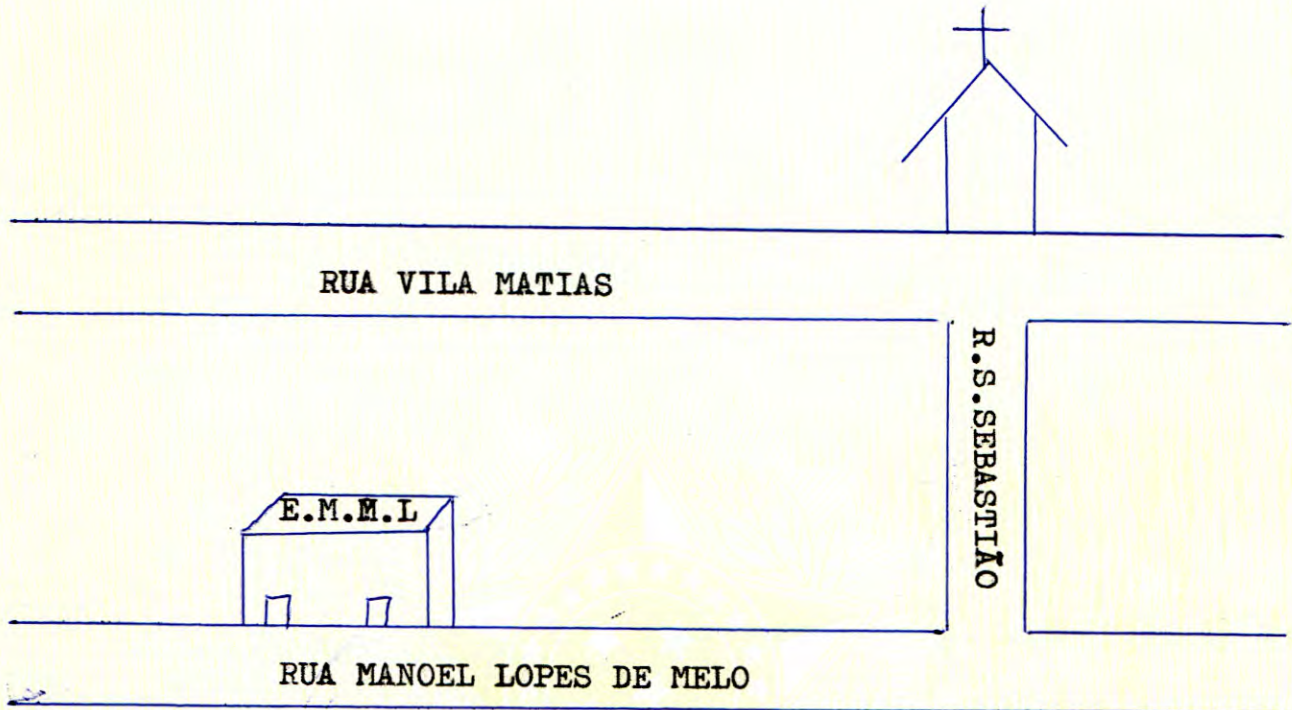 RUA VILA MATIAS
R.S.SEBASTIÃO
E.M.M.L
RUA MANOEL LOPES DE MELO